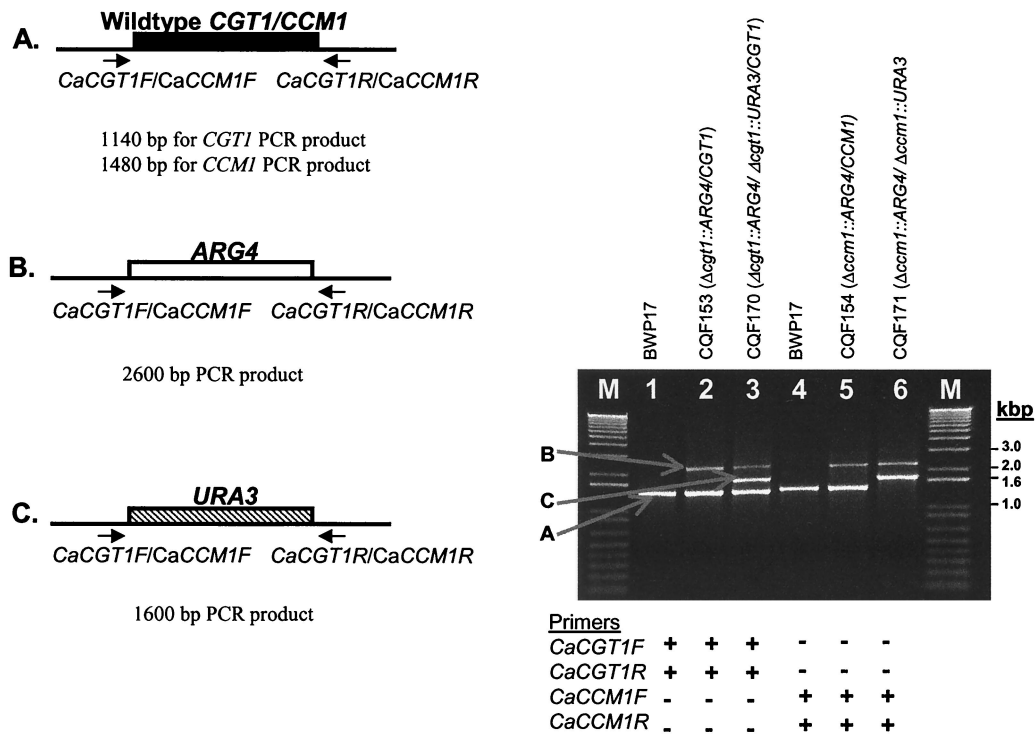 A.
Wildtype CGT1/CCM1
CaCGT1F/CaCCM1F CaCGT1R/CaCCM1R
1140 bp for CGT1 PCR product
1480 bp for CCM1 PCR product
B.
ARG4
CaCGT1F/CaCCM1F CaCGT1R/CaCCM1R
2600 bp PCR product
C.
URA3
CaCGT1F/CaCCM1F CaCGT1R/CaCCM1R
1600 bp PCR product
BWP17
CQF153 (Δcgt1::ARG4/CGT1)
CQF170 (Δcgt1::ARG4/ Δcgt1::URA3/CGT1)
BWP17
CQF154 (Δccm1::ARG4/CCM1)
CQF171 (Δccm1::ARG4/ Δccm1::URA3
M 1 2 3 4 5 6 M
kbp
3.0
2.0
1.6
1.0
B
C
A
Primers
CaCGT1F + + + - - -
CaCGT1R + + + - - -
CaCCM1F - - - + + +
CaCCM1R - - - + + +